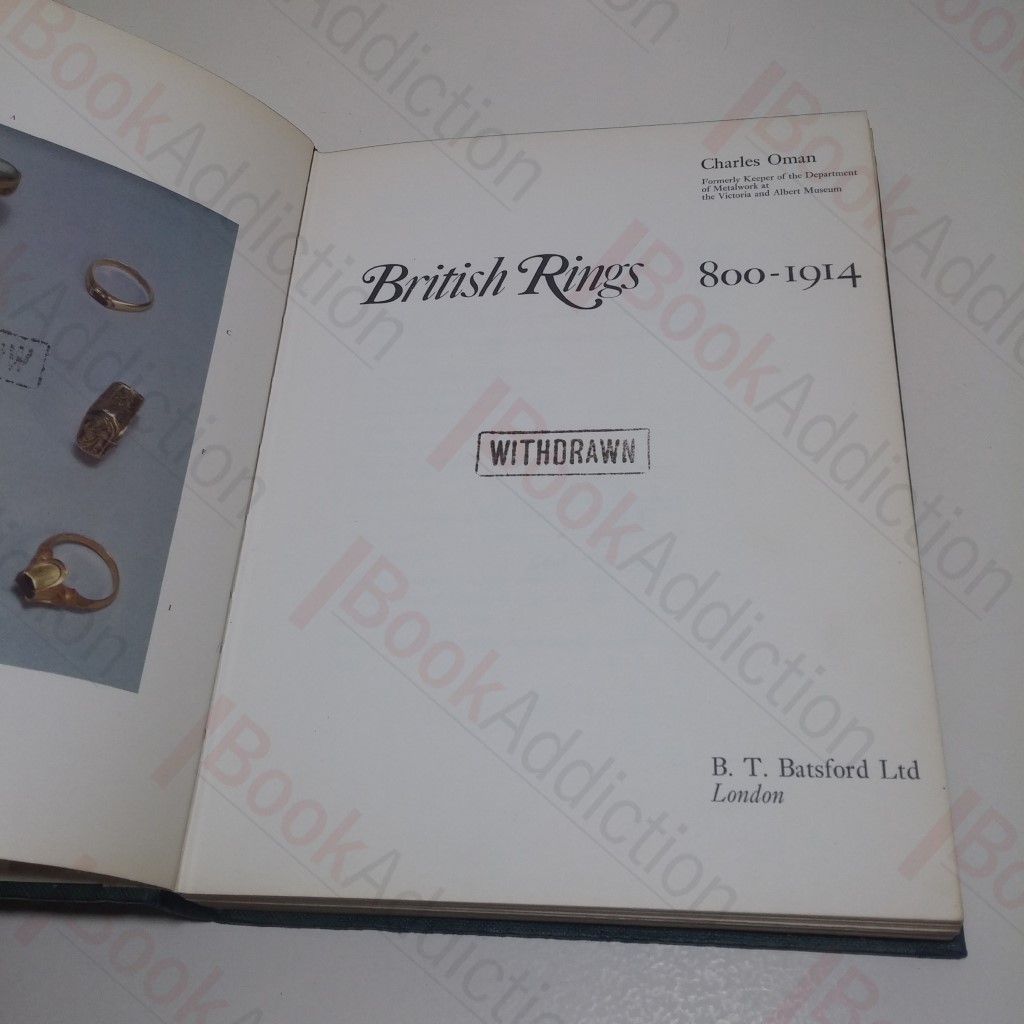 A
C
I
Charles Oman
Formerly Keeper of the Department
of Metalwork at
the Victoria and Albert Museum
British Rings 800-1914
WITHDRAWN
B. T. Batsford Ltd
London
BookAddiction